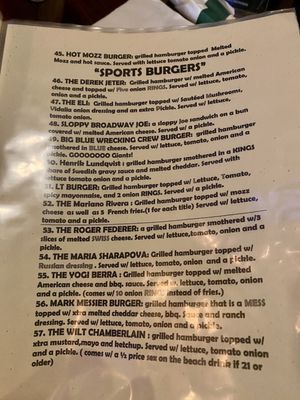 45. HOT MOZZ BURGER: grilled hamburger topped Melted
Mozz and hot sauce. Served with lettuce tomato onion and a pickle.
"SPORTS BURGERS"
46. THE DEREK JETER: Grilled hamburger w/ melted American
cheese and topped w/ Five onion RINGS. Served w/ lettuce, tomato,
onion and a pickle.
47. THE ELI: Grilled hamburger topped w/ Sautéed Mushrooms,
Vidalia onion and an extra Pickle. Served w/ lettuce, tomato,
tomato onion.
48. SLOPPY BROADWAY JOE: a sloppy joe sandwich on a bun
covered w/ melted American cheese. Served w/ a pickle.
49. BIG BLUE WRECKING CREW BURGER: grilled hamburger
smothered in BLUE cheese. Served w/ lettuce, tomato, onion and a
pickle. GOOOOOOO Giants!
50. Henrik Lundqvist: grilled hamburger smothered in a KINGS
share of Swedish gravy sauce and melted cheddar. Served with
lettuce tomato onion and a pickle.
51. LT BURGER: Grilled hamburger topped w/ Lettuce, Tomato,
spicy mayonnaise, and 2 onion RINGS. Served w/ a pickle.
52. The Mariano Rivera : Grilled hamburger topped w/ mozz
cheese as well as 5 French fries.(1 for each title) Served w/ lettuce,
tomato and a pickle.
53. THE ROGER FEDERER: a grilled hamburger smothered w/3
slices of melted SWISS cheese. Served w/ lettuce,tomato, onion and
a pickle.
54. THE MARIA SHARAPOVA: Grilled hamburger topped w/
Russian dressing . Served w/ lettuce, tomato, onion and a pickle.
55. THE YOGI BERRA : Grilled hamburger topped w/ melted
American cheese and bbq. sauce. Served w. lettuce, tomato, onion
and a pickle. (comes w/ 10 onion RINGS instead of fries.)
56. MARK MESSIER BURGER: grilled hamburger that is a MESS
topped w/ xtra melted cheddar cheese, bbq. Sauce and ranch
dressing. Served w/ lettuce, tomato, onion and a pickle.
57. THE WILT CHAMBERLAIN : grilled hamburger topped w/
xtra mustard,mayo and ketchup. Served w/ lettuce, tomato onion
and a pickle. ( comes w/ a ½ price sex on the beach drink if 21 or
older)